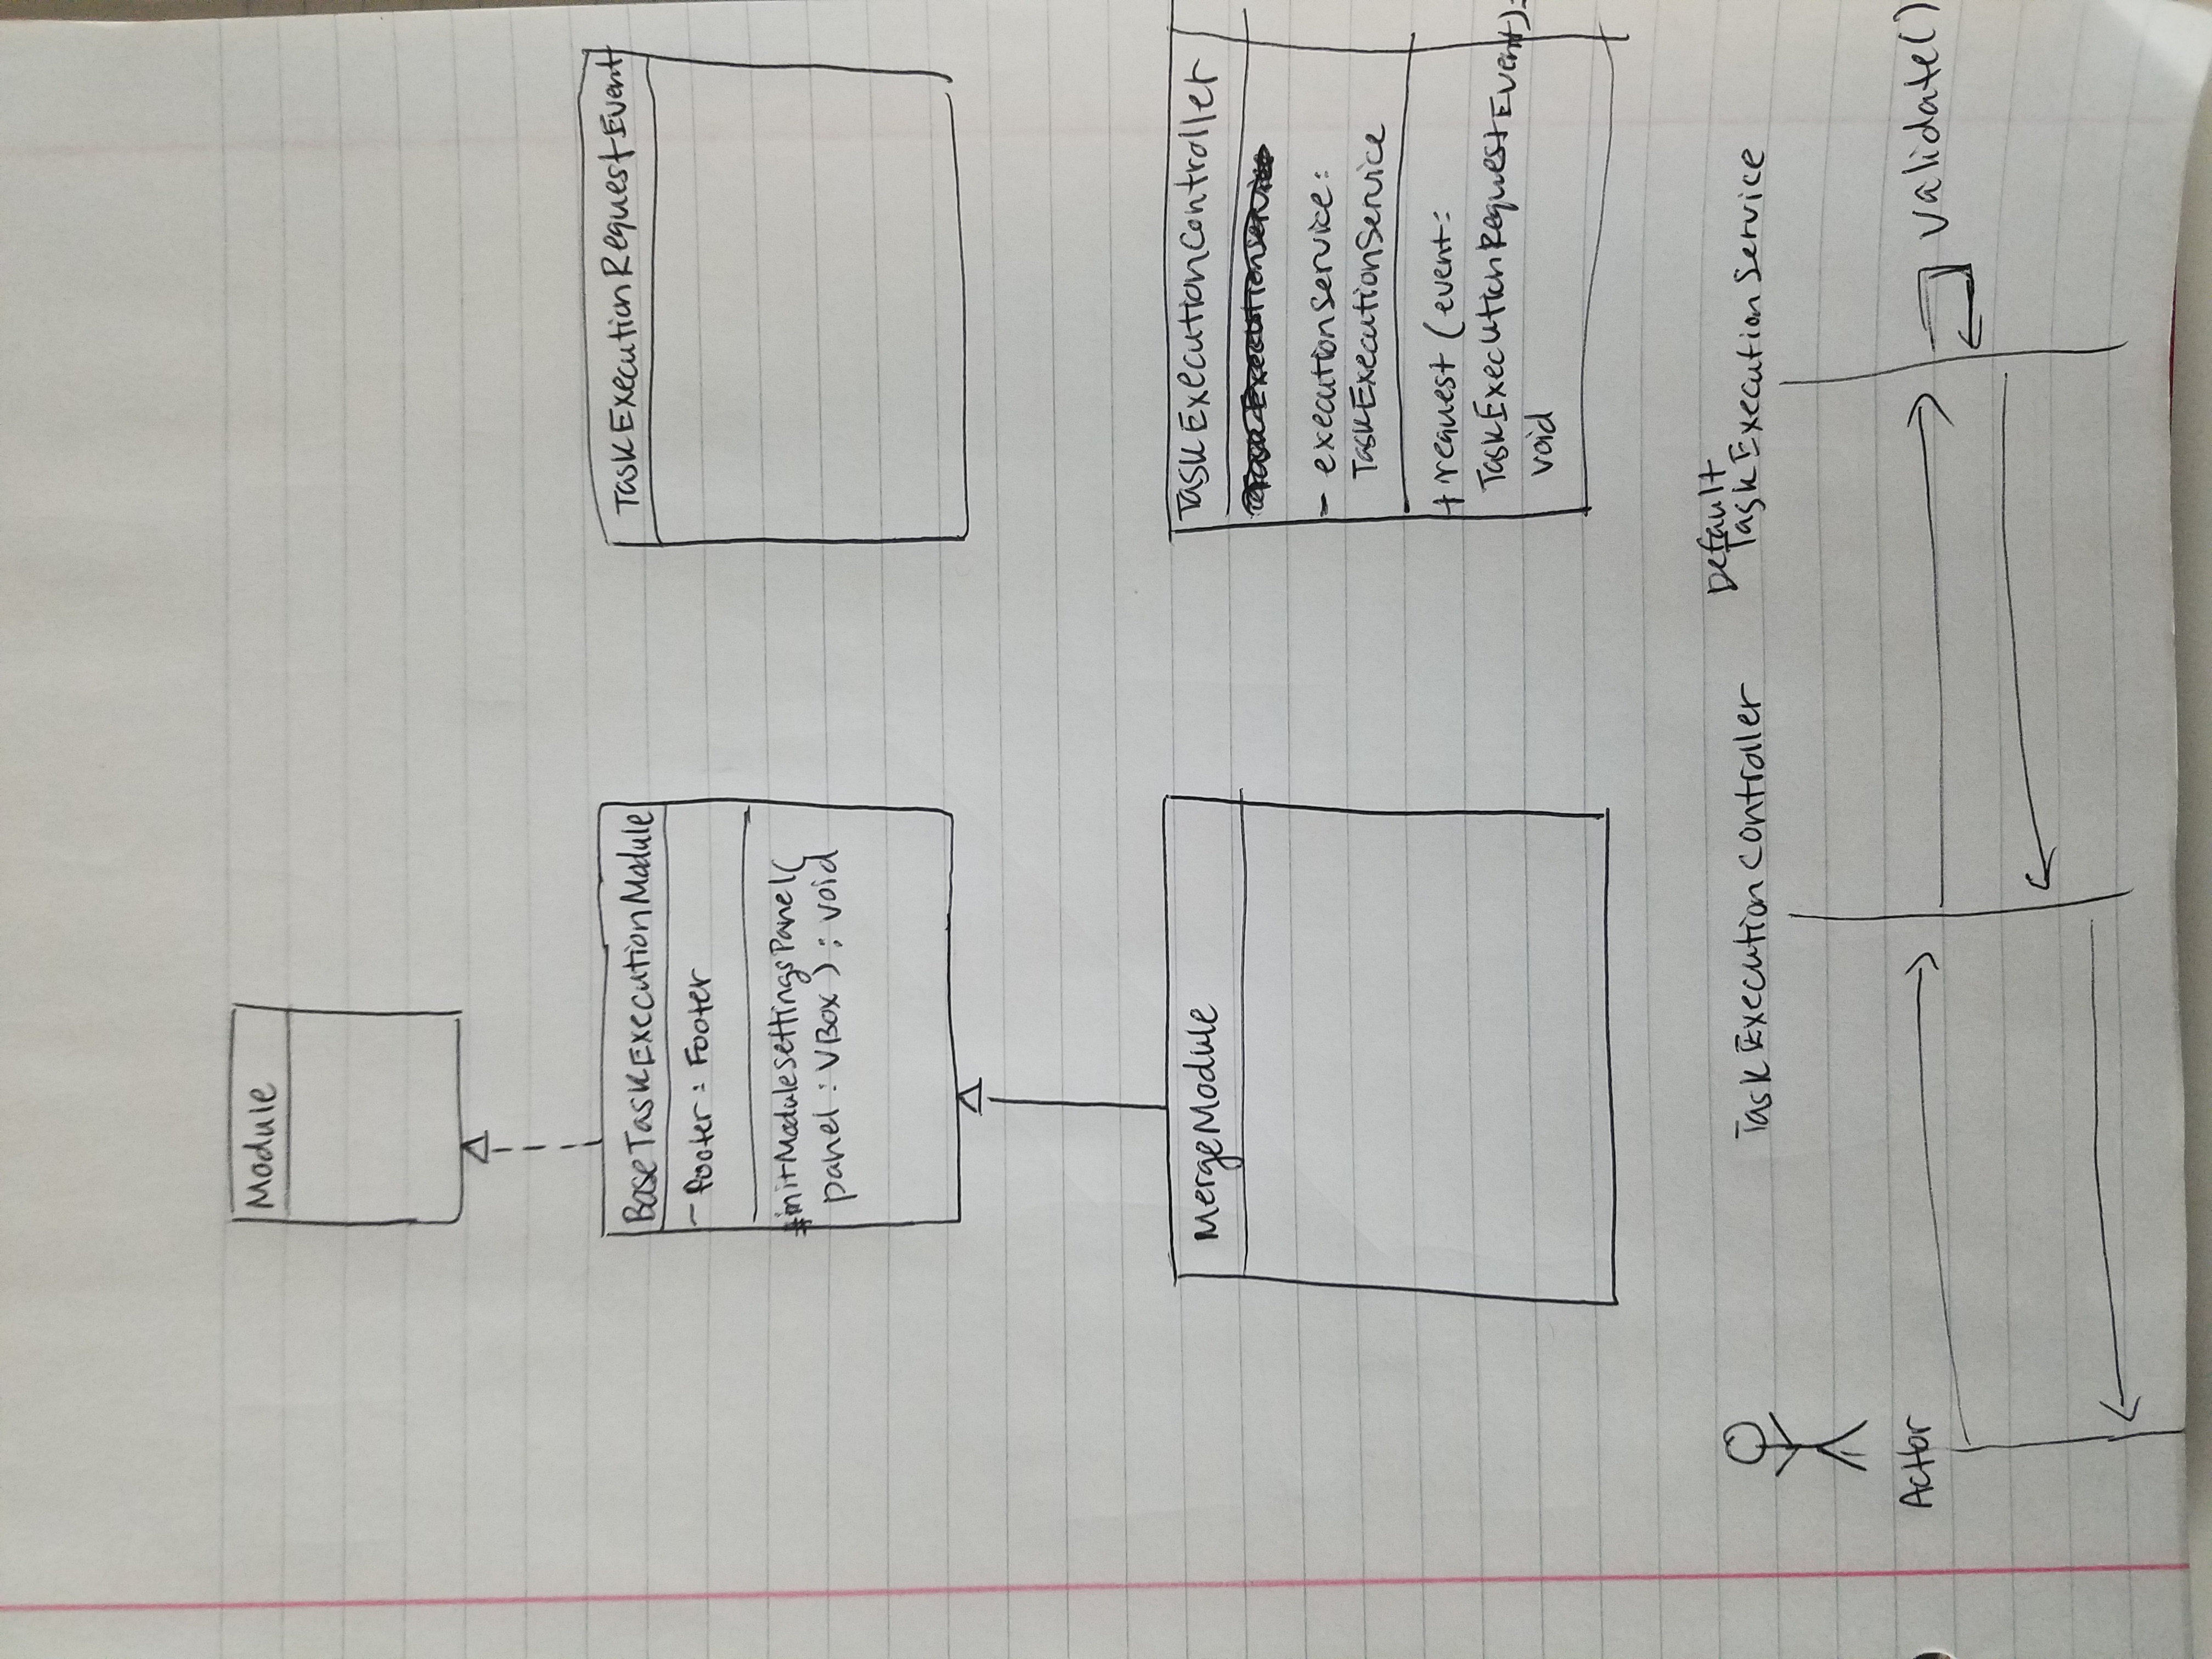 Module
BaseTaskExecutionModule
- footer : Footer
#initModuleSettingsPanel(
panel : VBox ) : void
TaskExecutionRequestEvent
MergeModule
TaskExecutionController
- executionService:
TaskExecutionService
+ request (event:
TaskExecutionRequestEvent):
void
Actor
TaskExecutionController
Default
TaskExecutionService
validate()